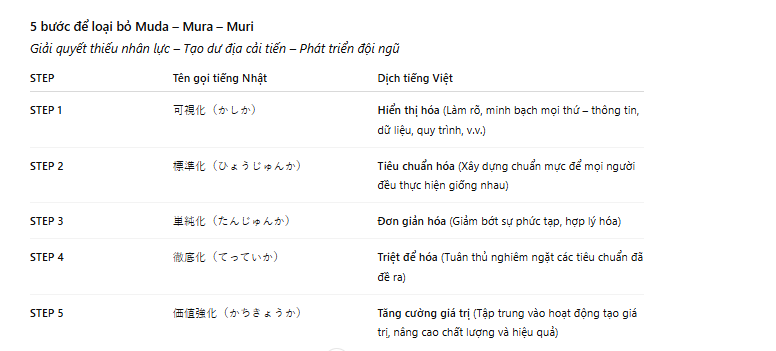 5 bước để loại bỏ Muda – Mura – Muri
Giải quyết thiếu nhân lực – Tạo dư địa cải tiến – Phát triển đội ngũ
STEP Tên gọi tiếng Nhật Dịch tiếng Việt
STEP 1 可視化（かしか） Hiển thị hóa (Làm rõ, minh bạch mọi thứ – thông tin,
dữ liệu, quy trình, v.v.)
STEP 2 標準化（ひょうじゅんか） Tiêu chuẩn hóa (Xây dựng chuẩn mực để mọi người
đều thực hiện giống nhau)
STEP 3 単純化（たんじゅんか） Đơn giản hóa (Giảm bớt sự phức tạp, hợp lý hóa)
STEP 4 徹底化（てっていか） Triệt để hóa (Tuân thủ nghiêm ngặt các tiêu chuẩn đã
đề ra)
STEP 5 価値強化（かちきょうか） Tăng cường giá trị (Tập trung vào hoạt động tạo giá
trị, nâng cao chất lượng và hiệu quả)